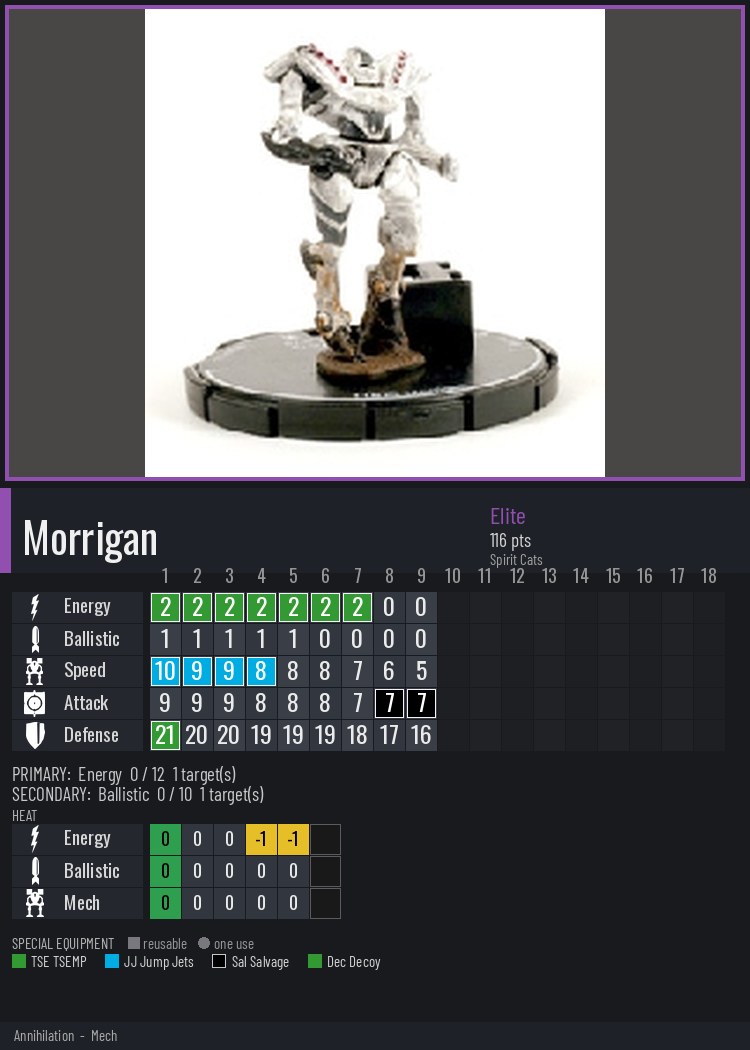 Morrigan
Elite
116 pts
Spirit Cats
1 2 3 4 5 6 7 8 9 10 11 12 13 14 15 16 17 18
Energy 2 2 2 2 2 2 2 0 0
Ballistic 1 1 1 1 1 0 0 0 0
Speed 10 9 9 8 8 8 7 6 5
Attack 9 9 9 8 8 8 7 7 7
Defense 21 20 20 19 19 19 18 17 16
PRIMARY: Energy 0 / 12 1 target(s)
SECONDARY: Ballistic 0 / 10 1 target(s)
HEAT
Energy 0 0 0 -1 -1
Ballistic 0 0 0 0 0
Mech 0 0 0 0 0
SPECIAL EQUIPMENT reusable one use
TSE TSEMP JJ Jump Jets Sal Salvage Dec Decoy
Annihilation - Mech